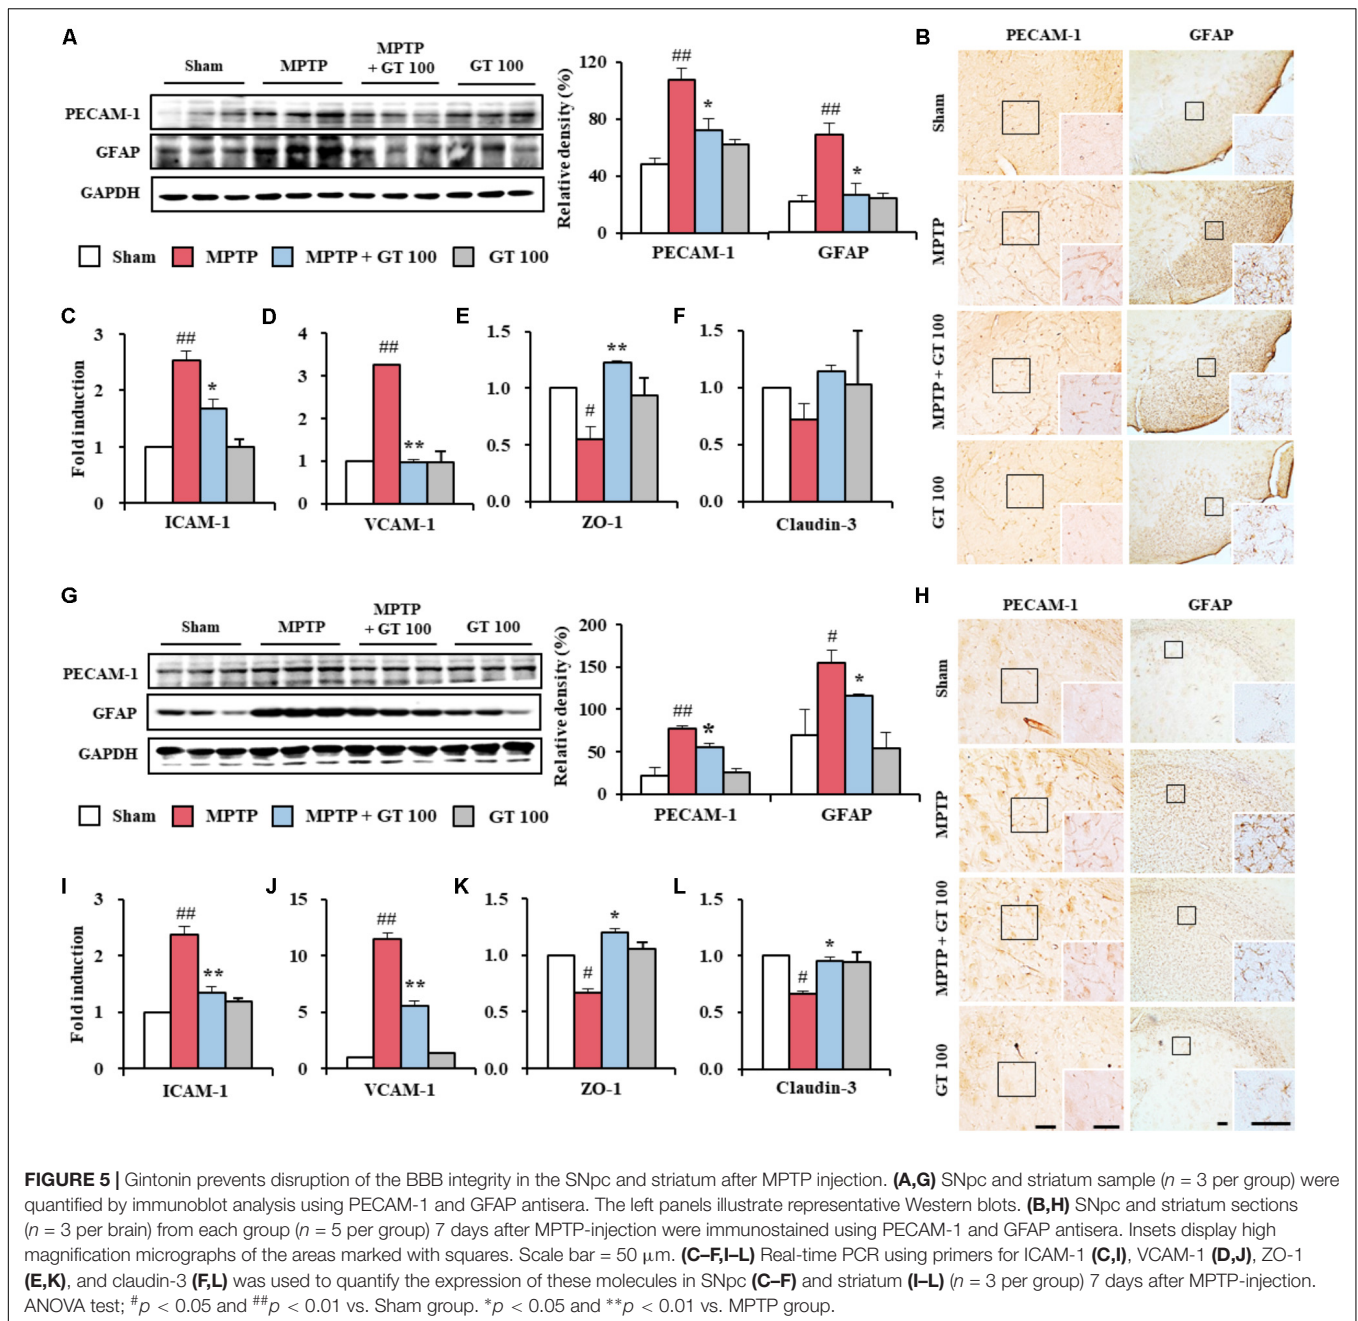 A
Sham MPTP MPTP + GT 100 GT 100
PECAM-1
GFAP
GAPDH
Relative density (%)
120
80
40
0
##
*
##
*
PECAM-1 GFAP
Sham MPTP MPTP + GT 100 GT 100
B
PECAM-1 GFAP
Sham
MPTP
MPTP + GT 100
GT 100
C
Fold induction
3
2
1
0
##
*
ICAM-1
D
4
3
2
1
0
##
**
VCAM-1
E
1.5
1.0
0.5
0.0
#
**
ZO-1
F
1.5
1.0
0.5
0.0
Claudin-3
G
Sham MPTP MPTP + GT 100 GT 100
PECAM-1
GFAP
GAPDH
Relative density (%)
200
150
100
50
0
##
*
#
*
PECAM-1 GFAP
Sham MPTP MPTP + GT 100 GT 100
H
PECAM-1 GFAP
Sham
MPTP
MPTP + GT 100
GT 100
I
Fold induction
3
2
1
0
##
**
ICAM-1
J
15
10
5
0
##
**
VCAM-1
K
1.5
1.0
0.5
0.0
#
*
ZO-1
L
1.5
1.0
0.5
0.0
#
*
Claudin-3
FIGURE 5 | Gintonin prevents disruption of the BBB integrity in the SNpc and striatum after MPTP injection. (A,G) SNpc and striatum sample (n = 3 per group) were
quantified by immunoblot analysis using PECAM-1 and GFAP antisera. The left panels illustrate representative Western blots. (B,H) SNpc and striatum sections
(n = 3 per brain) from each group (n = 5 per group) 7 days after MPTP-injection were immunostained using PECAM-1 and GFAP antisera. Insets display high
magnification micrographs of the areas marked with squares. Scale bar = 50 μm. (C–F,I–L) Real-time PCR using primers for ICAM-1 (C,I), VCAM-1 (D,J), ZO-1
(E,K), and claudin-3 (F,L) was used to quantify the expression of these molecules in SNpc (C–F) and striatum (I–L) (n = 3 per group) 7 days after MPTP-injection.
ANOVA test; #p < 0.05 and ##p < 0.01 vs. Sham group. *p < 0.05 and **p < 0.01 vs. MPTP group.